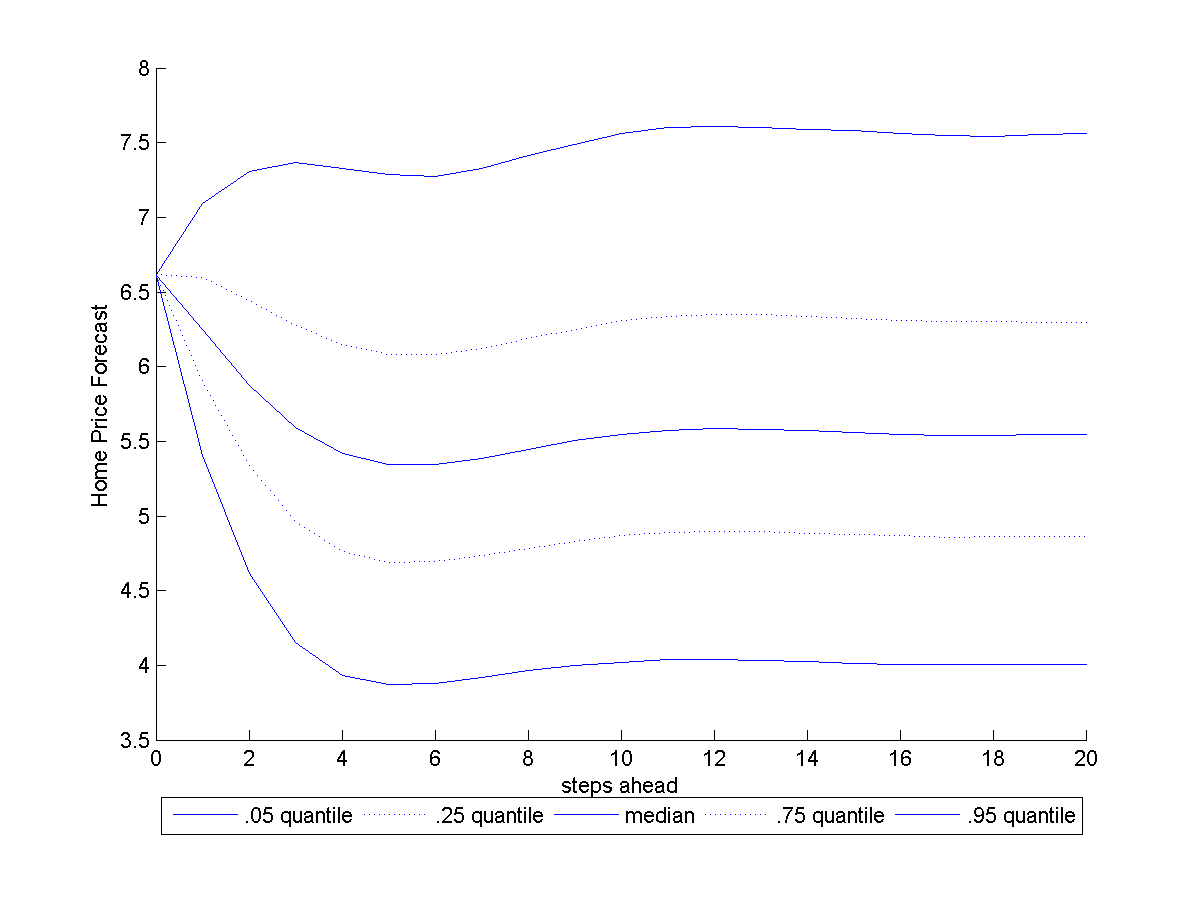 8
7.5
7
6.5
6
5.5
5
4.5
4
3.5
Home Price Forecast
0 2 4 6 8 10 12 14 16 18 20
steps ahead
.05 quantile .25 quantile median .75 quantile .95 quantile